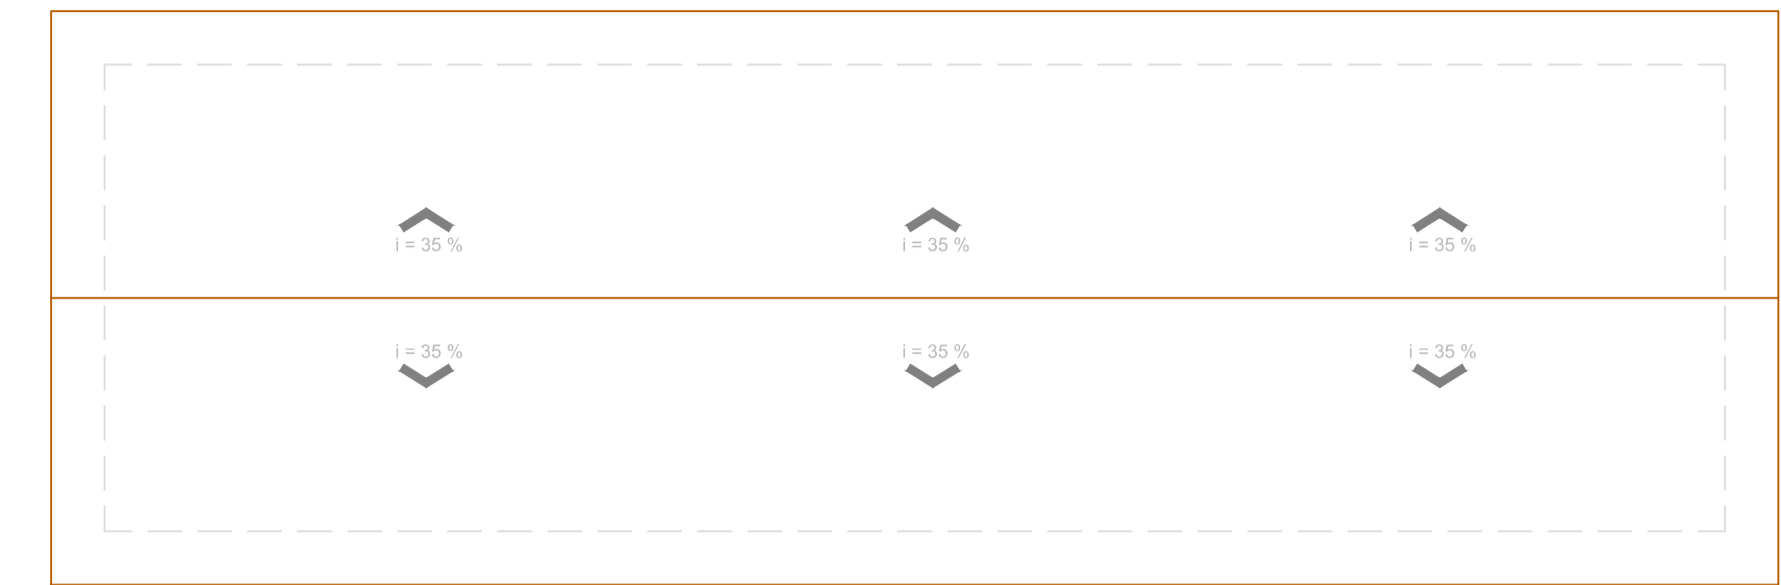 i = 35 %
i = 35 %
i = 35 %
i = 35 %
i = 35 %
i = 35 %